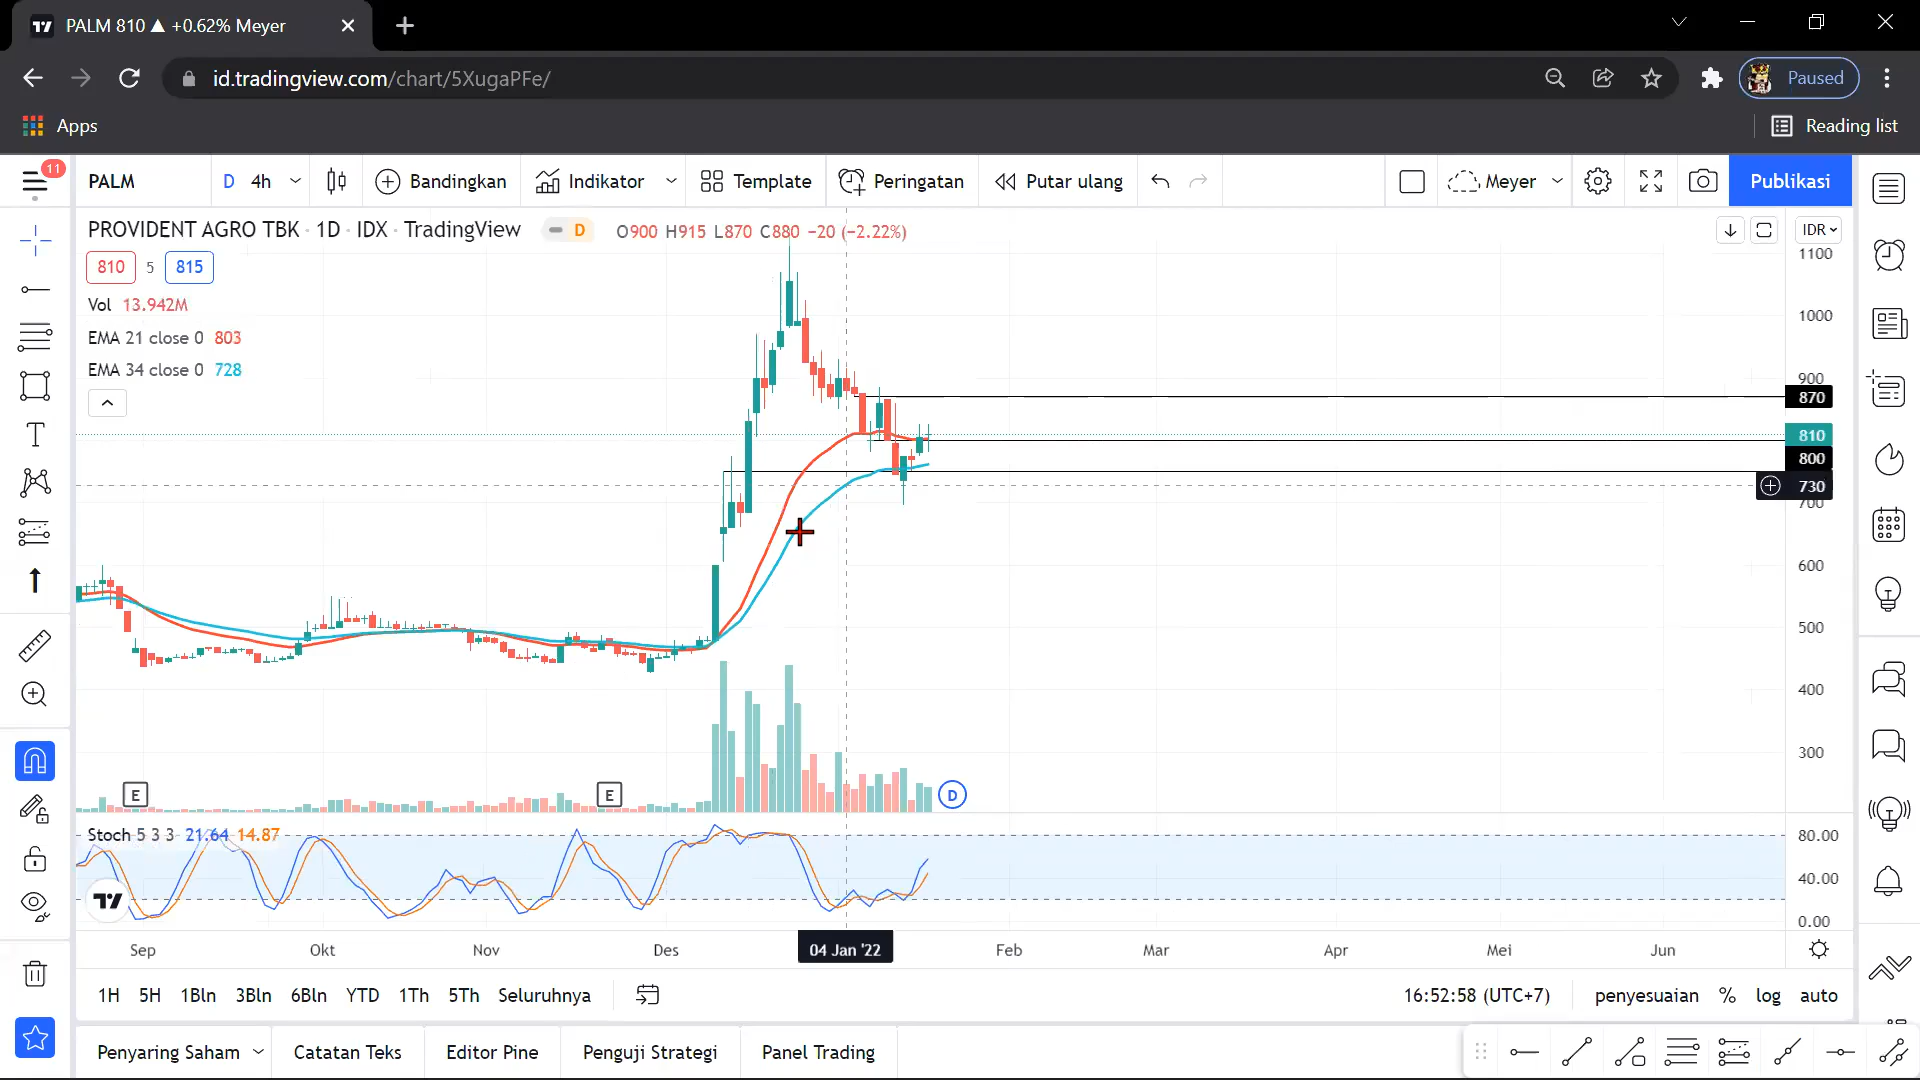 PALM 810 ▲ +0.62% Meyer
id.tradingview.com/chart/5XugaPFe/
Paused
Apps
Reading list
11
PALM
D
4h
Bandingkan
Indikator
Template
Peringatan
Putar ulang
Meyer
Publikasi
PROVIDENT AGRO TBK · 1D · IDX · TradingView
D
O900 H915 L870 C880 −20 (−2.22%)
IDR
810
5
815
Vol 13.942M
EMA 21 close 0 803
EMA 34 close 0 728
1100
1000
900
870
810
800
730
700
600
500
400
300
E
E
D
Stoch 5 3 3 21.64 14.87
80.00
40.00
0.00
Sep
Okt
Nov
Des
04 Jan '22
Feb
Mar
Apr
Mei
Jun
1H
5H
1Bln
3Bln
6Bln
YTD
1Th
5Th
Seluruhnya
16:52:58 (UTC+7)
penyesuaian
%
log
auto
Penyaring Saham
Catatan Teks
Editor Pine
Penguji Strategi
Panel Trading